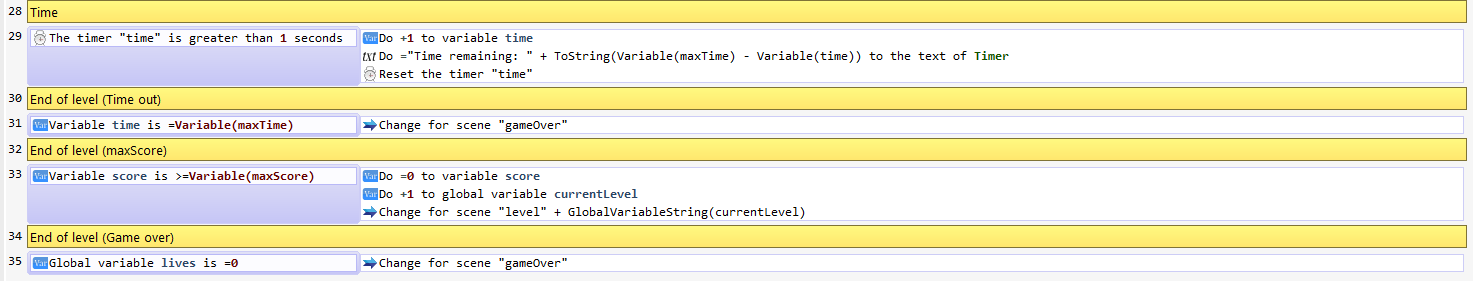 28 Time
29 The timer "time" is greater than 1 seconds Var Do +1 to variable time
txt Do ="Time remaining: " + ToString(Variable(maxTime) - Variable(time)) to the text of Timer
Reset the timer "time"
30 End of level (Time out)
31 Var Variable time is =Variable(maxTime) Change for scene "gameOver"
32 End of level (maxScore)
33 Var Variable score is >=Variable(maxScore) Var Do =0 to variable score
Var Do +1 to global variable currentLevel
Change for scene "level" + GlobalVariableString(currentLevel)
34 End of level (Game over)
35 Var Global variable lives is =0 Change for scene "gameOver"